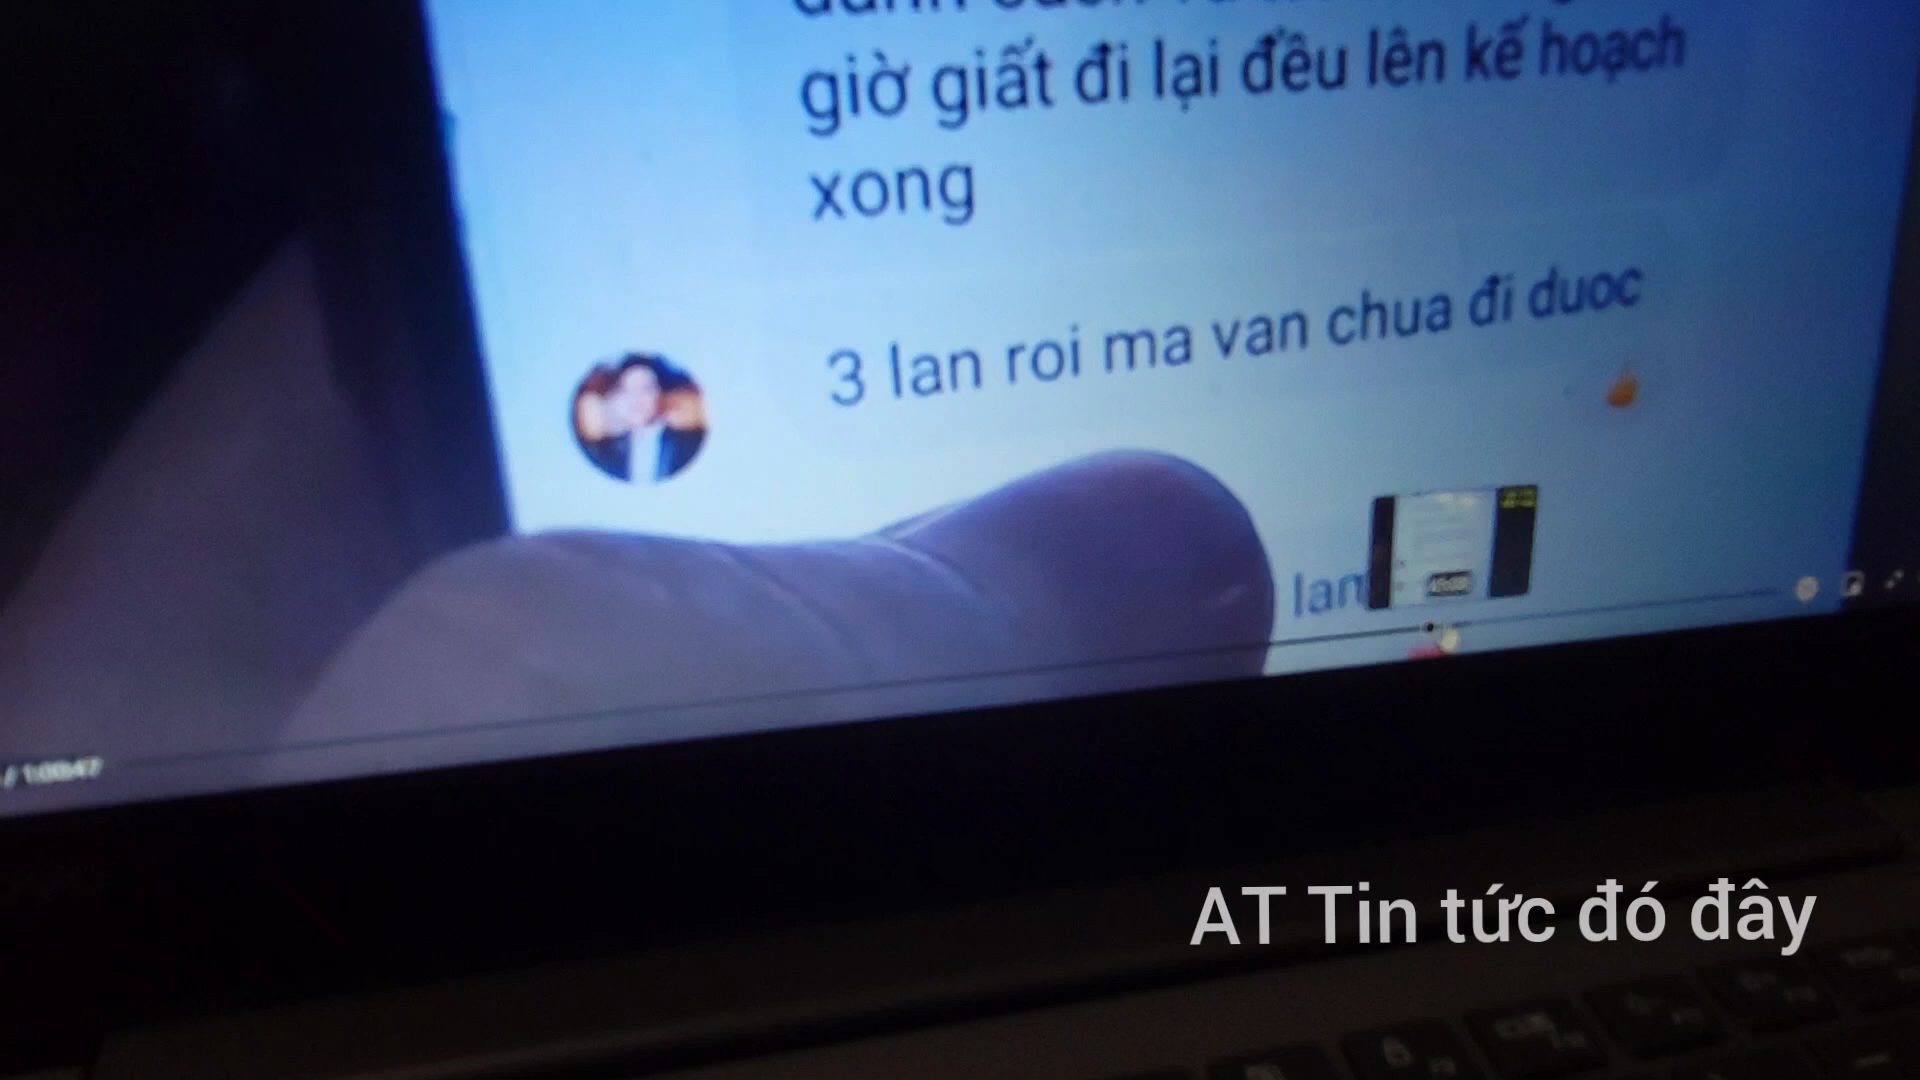 giờ giất đi lại đều lên kế hoạch
xong
3 lan roi ma van chua đi duoc
lan
AT Tin tức đó đây